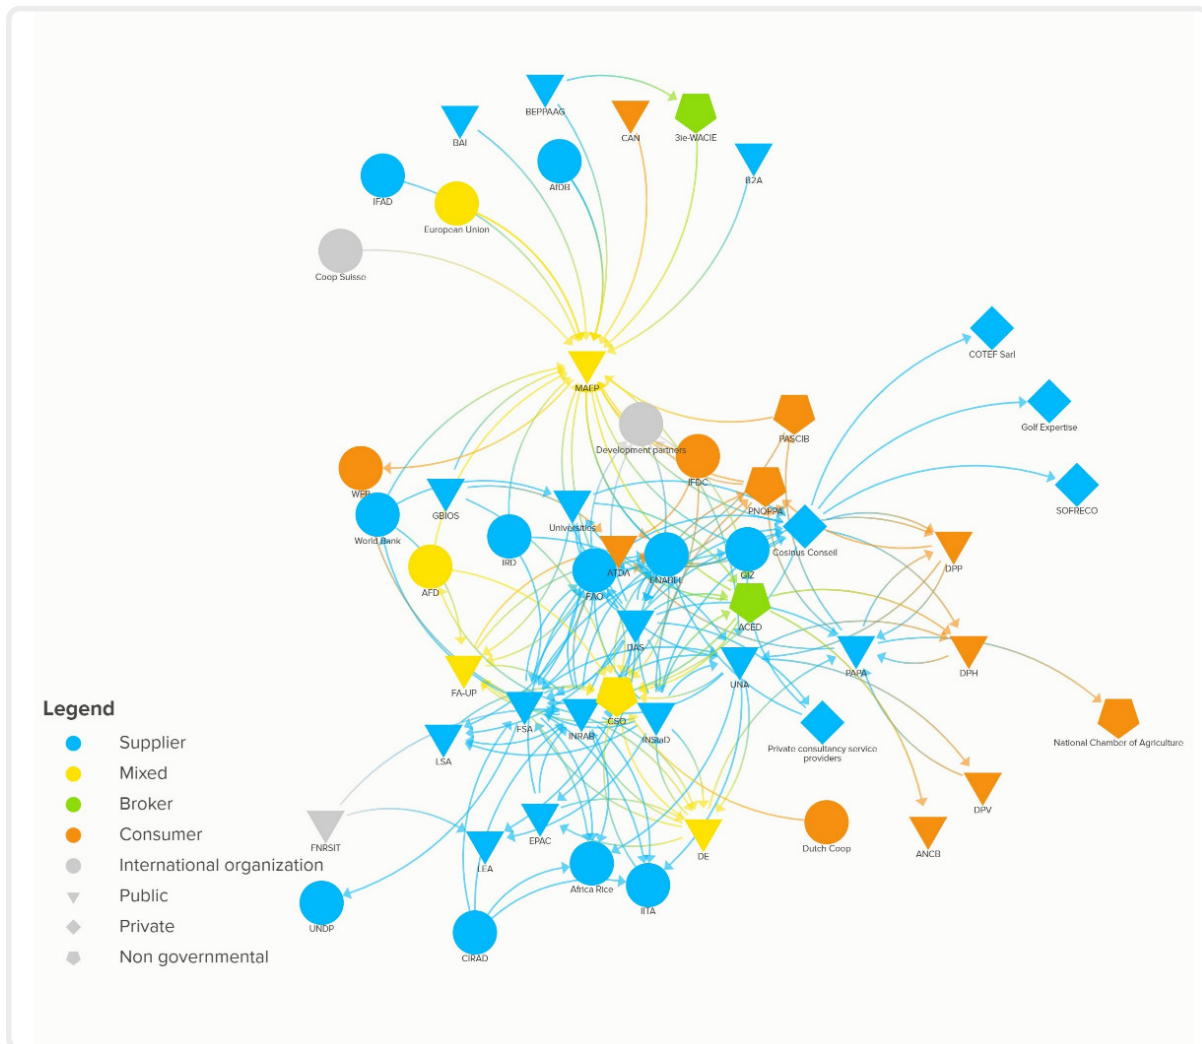 BEPPAAG
BAI
CAN
3ie-WACIE
AfDB
B2A
IFAD
European Union
Coop Suisse
COTEF Sarl
MAEP
Golf Expertise
PASCIB
Development partners
IFDC
WFP
SOFRECO
PNOPPA
GBIOS
Universities
World Bank
Cosinus Conseil
IRD
DPP
ATDA
ENABEL
GIZ
AFD
FAO
ACED
DAS
PAPA
DPH
UNA
FA-UP
CSO
FSA
INRAB
INStaD
Legend
Supplier
Mixed
Broker
Consumer
International organization
Public
Private
Non governmental
National Chamber of Agriculture
Private consultancy service
providers
LSA
DPV
FNRSIT
EPAC
Dutch Coop
ANCB
DE
LEA
Africa Rice
IITA
UNDP
CIRAD